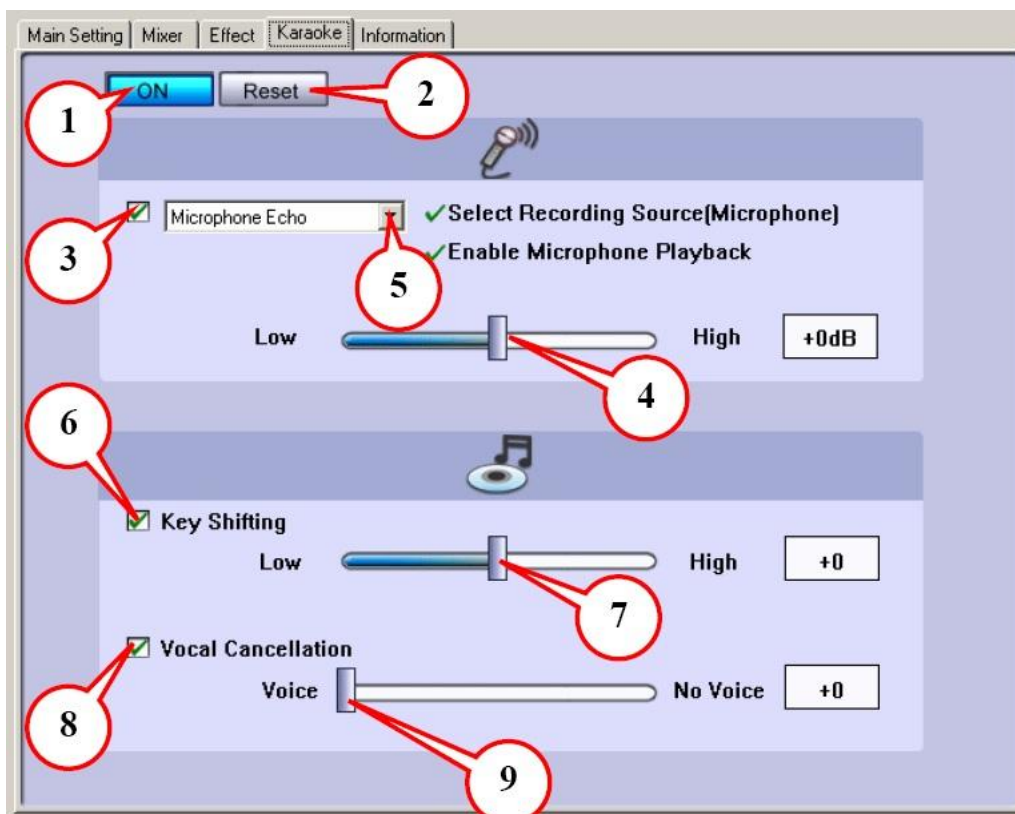 Main Setting Mixer Effect Karaoke Information
ON Reset
1
2
3
Microphone Echo
Select Recording Source(Microphone)
Enable Microphone Playback
5
Low High +0dB
4
6
Key Shifting
Low High +0
7
Vocal Cancellation
Voice No Voice +0
8
9